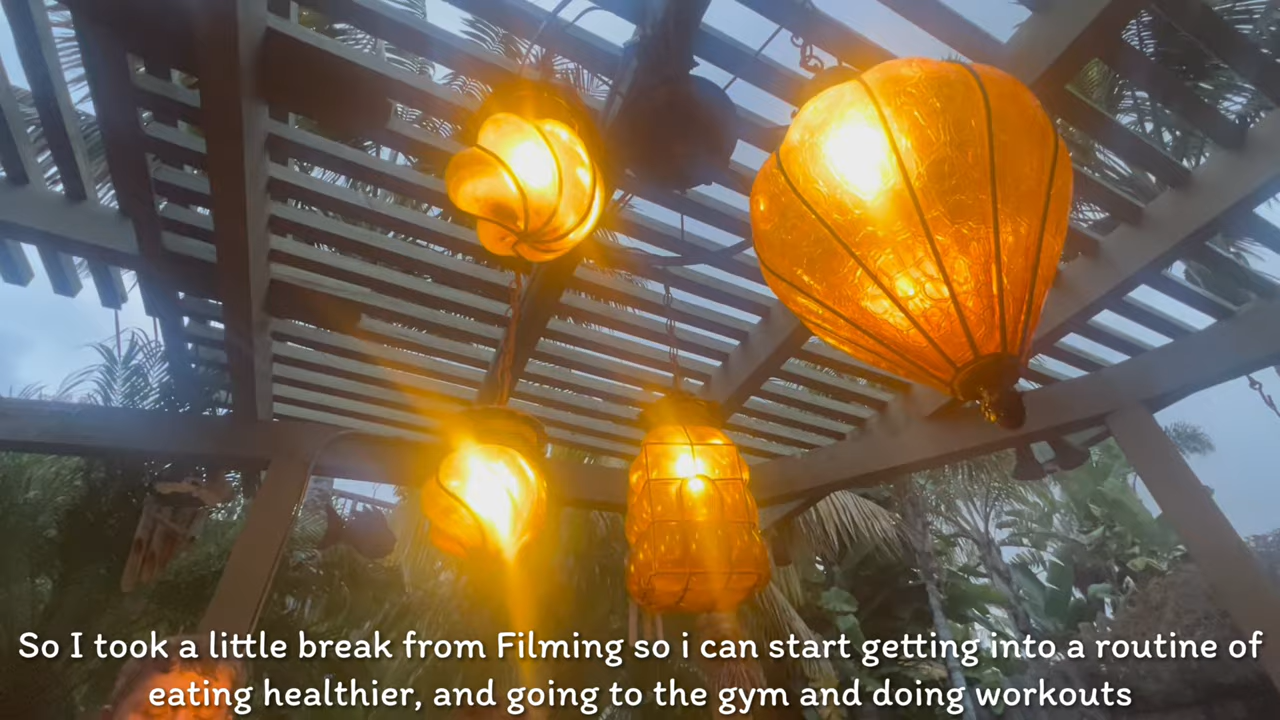 So I took a little break from Filming so i can start getting into a routine of
eating healthier, and going to the gym and doing workouts